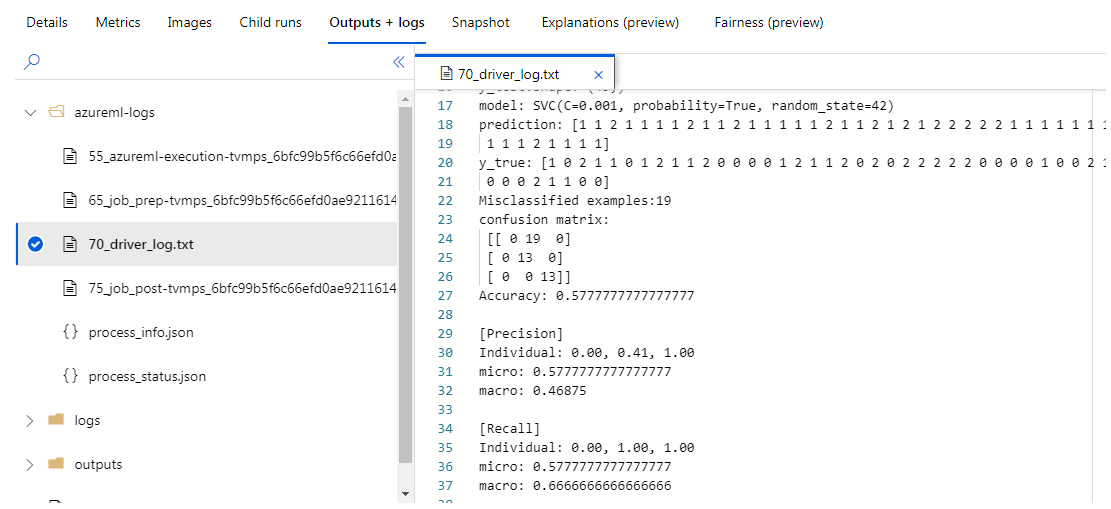 Details Metrics Images Child runs Outputs + logs Snapshot Explanations (preview) Fairness (preview)
azureml-logs
55_azureml-execution-tvmps_6bfc99b5f6c66efd0a
65_job_prep-tvmps_6bfc99b5f6c66efd0ae9211614
70_driver_log.txt
75_job_post-tvmps_6bfc99b5f6c66efd0ae9211614
process_info.json
process_status.json
logs
outputs
70_driver_log.txt
17 model: SVC(C=0.001, probability=True, random_state=42)
18 prediction: [1 1 2 1 1 1 1 2 1 1 2 1 1 1 1 1 2 1 1 2 1 2 1 2 2 2 2 2 1 1 1 1 1 1
19 1 1 1 2 1 1 1 1]
20 y_true: [1 0 2 1 1 0 1 2 1 1 2 0 0 0 0 1 2 1 1 2 0 2 0 2 2 2 2 2 0 0 0 0 1 0 0 2 1
21 0 0 0 2 1 1 0 0]
22 Misclassified examples:19
23 confusion matrix:
24 [[ 0 19 0]
25 [ 0 13 0]
26 [ 0 0 13]]
27 Accuracy: 0.5777777777777777
28
29 [Precision]
30 Individual: 0.00, 0.41, 1.00
31 micro: 0.5777777777777777
32 macro: 0.46875
33
34 [Recall]
35 Individual: 0.00, 1.00, 1.00
36 micro: 0.5777777777777777
37 macro: 0.6666666666666666